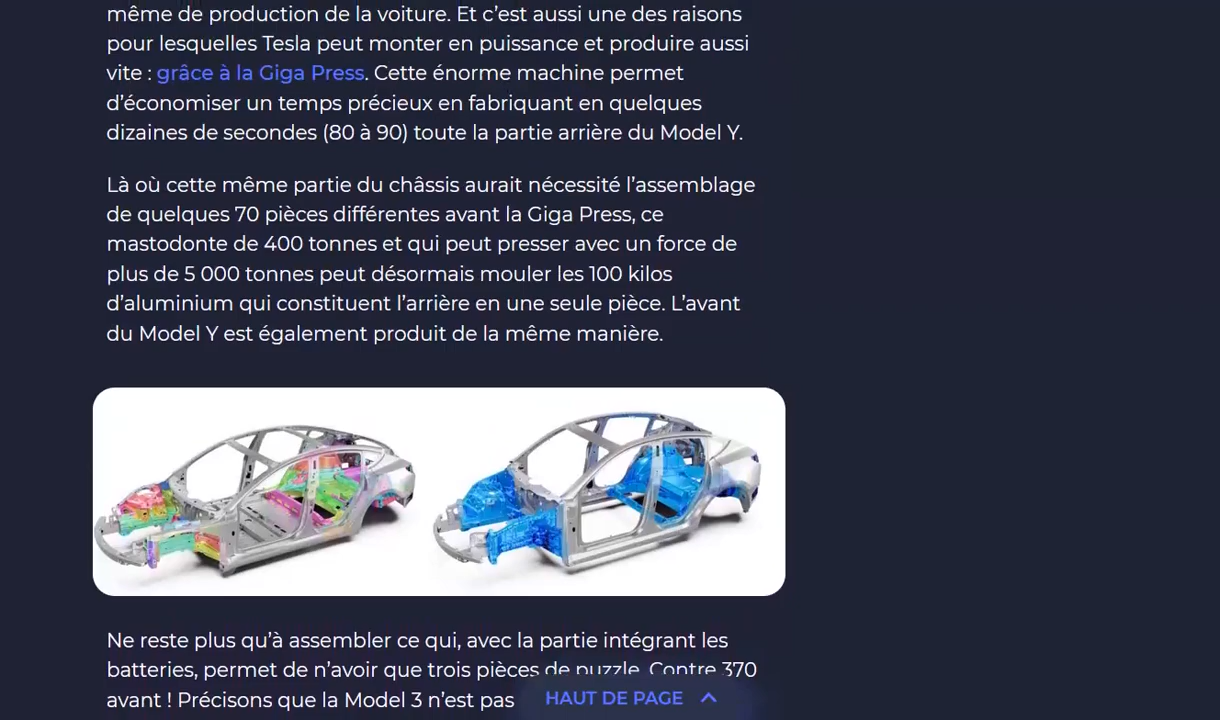 même de production de la voiture. Et c’est aussi une des raisons
pour lesquelles Tesla peut monter en puissance et produire aussi
vite : grâce à la Giga Press. Cette énorme machine permet
d’économiser un temps précieux en fabriquant en quelques
dizaines de secondes (80 à 90) toute la partie arrière du Model Y.
Là où cette même partie du châssis aurait nécessité l’assemblage
de quelques 70 pièces différentes avant la Giga Press, ce
mastodonte de 400 tonnes et qui peut presser avec un force de
plus de 5 000 tonnes peut désormais mouler les 100 kilos
d’aluminium qui constituent l’arrière en une seule pièce. L’avant
du Model Y est également produit de la même manière.
Ne reste plus qu’à assembler ce qui, avec la partie intégrant les
batteries, permet de n’avoir que trois pièces de puzzle. Contre 370
avant ! Précisons que la Model 3 n’est pas
HAUT DE PAGE